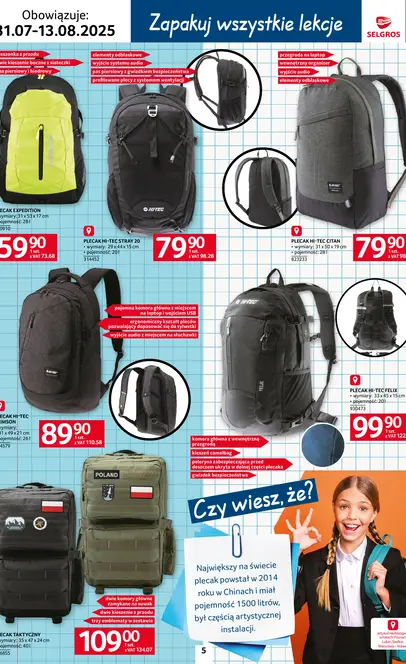 Obowiązuje:
31.07-13.08.2025
Zapakuj wszystkie lekcje
SELGROS
kieszonka z przodu
dwie kieszenie boczne z siateczki
pas piersiowy i biodrowy
elementy odblaskowe
wyjście systemu audio
pas piersiowy z gwizdkiem bezpieczeństwa
profilowane plecy z systemem wentylacji
przegroda na laptop
wewnętrzny organizer
wyjście audio
elementy odblaskowe
PLECAK EXPEDITION
wymiary: 31 x 53 x 17 cm
pojemność: 28 l
59 90
1 szt.
z VAT 73.68
HI-TEC
PLECAK HI-TEC STRAY 20
• wymiary: 29 x 44 x 15 cm
• pojemność: 20 l
314452
79 90
1 szt.
z VAT 98.28
PLECAK HI-TEC CITAN
• wymiary: 31 x 50 x 19 cm
• pojemność: 28 l
823233
79 90
1 szt.
z VAT 98
pojemna komora główna z miejscem
na laptop i wejściem USB
ergonomiczny kształt pleców
pozwalający dopasować się do sylwetki
wyjście audio z miejscem na słuchawki
PLECAK HI-TEC
wymiary:
31 x 49 x 21 cm
pojemność: 26 l
89 90
1 szt.
z VAT 110.58
HI-TEC
FELIX
PLECAK HI-TEC FELIX
• wymiary: 33 x 45 x 15 cm
• pojemność: 20 l
930473
99 90
1 szt.
z VAT 122
komora główna z wewnętrzną
przegrodą
kieszeń camelbag
peleryna zabezpieczająca przed
deszczem ukryta w dolnej części plecaka
gwizdek bezpieczeństwa
POLAND
dwie komory główne
zamykane na suwak
dwie kieszenie z przodu
trzy emblematy w zestawie
PLECAK TAKTYCZNY
wymiary: 35 x 47 x 24 cm
pojemność: 40 l
109 00
1 szt.
z VAT 134.07
Czy wiesz, że?
Największy na świecie
plecak powstał w 2014
roku w Chinach i miał
pojemność 1500 litrów,
był częścią artystycznej
instalacji.
5